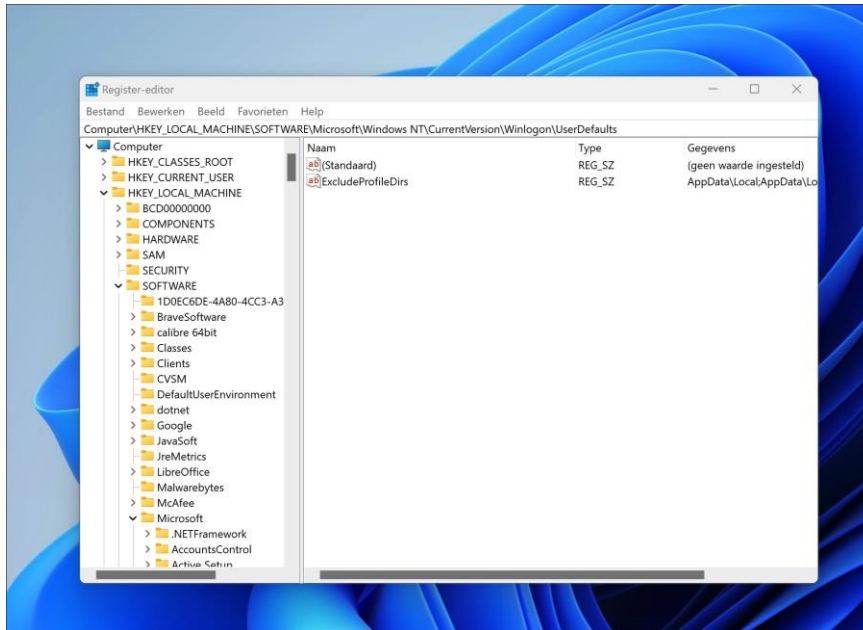 Register-editor
Bestand Bewerken Beeld Favorieten Help
Computer\HKEY_LOCAL_MACHINE\SOFTWARE\Microsoft\Windows NT\CurrentVersion\Winlogon\UserDefaults
Computer
HKEY_CLASSES_ROOT
HKEY_CURRENT_USER
HKEY_LOCAL_MACHINE
BCD00000000
COMPONENTS
HARDWARE
SAM
SECURITY
SOFTWARE
1D0EC6DE-4A80-4CC3-A3
BraveSoftware
calibre 64bit
Classes
Clients
CVSM
DefaultUserEnvironment
dotnet
Google
JavaSoft
JreMetrics
LibreOffice
Malwarebytes
McAfee
Microsoft
.NETFramework
AccountsControl
Active Setup
Naam Type Gegevens
(Standaard) REG_SZ (geen waarde ingesteld)
ExcludeProfileDirs REG_SZ AppData\Local;AppData\Lo